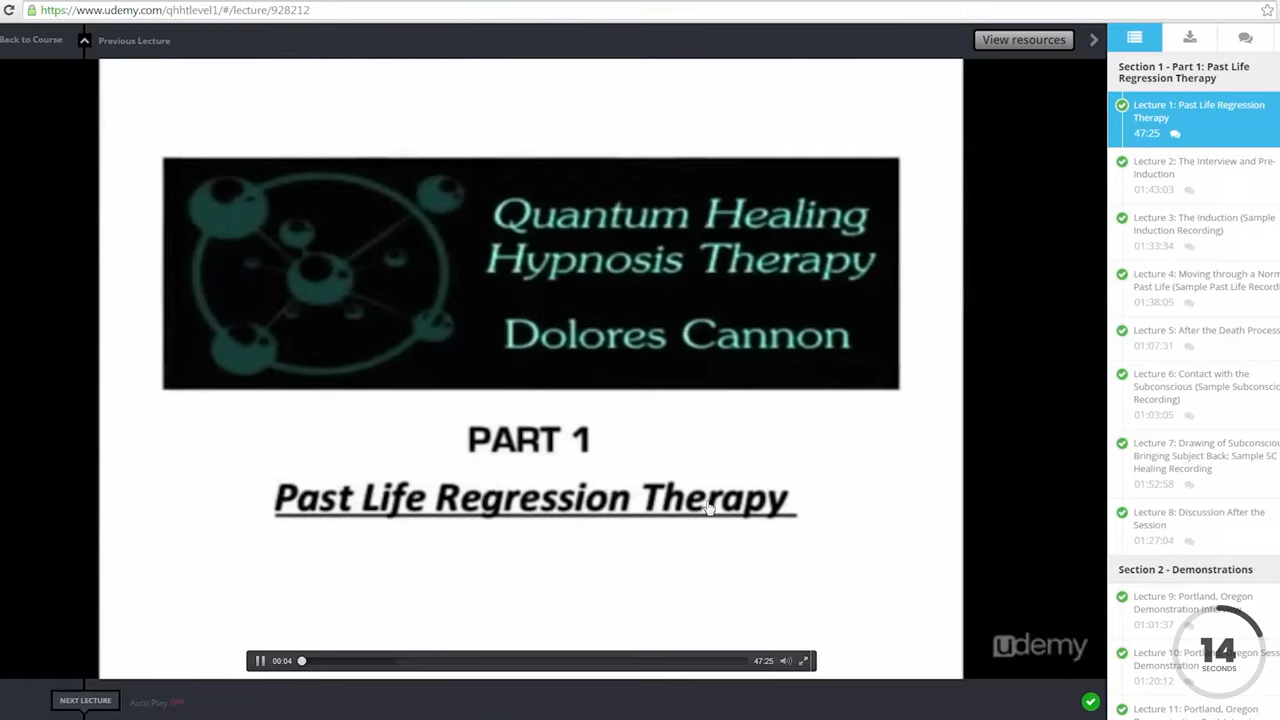 https://www.udemy.com/qhhtlevel1/#/lecture/928212
Back to Course
Previous Lecture
View resources
Quantum Healing
Hypnosis Therapy
Dolores Cannon
PART 1
Past Life Regression Therapy
00:04
47:25
udemy
NEXT LECTURE
Auto Play OFF
Section 1 - Part 1: Past Life
Regression Therapy
Lecture 1: Past Life Regression
Therapy
47:25
Lecture 2: The Interview and Pre-
Induction
01:43:03
Lecture 3: The Induction (Sample
Induction Recording)
01:33:34
Lecture 4: Moving through a Norm
Past Life (Sample Past Life Recordi
01:38:05
Lecture 5: After the Death Process
01:07:31
Lecture 6: Contact with the
Subconscious (Sample Subconscio
Recording)
01:03:05
Lecture 7: Drawing of Subconsciou
Bringing Subject Back; Sample SC
Healing Recording
01:52:58
Lecture 8: Discussion After the
Session
01:27:04
Section 2 - Demonstrations
Lecture 9: Portland, Oregon
Demonstration
01:01:37
Lecture 10: Portland, Oregon Sess
Demonstration
01:20:12
Lecture 11: Portland, Oregon
14
SECONDS